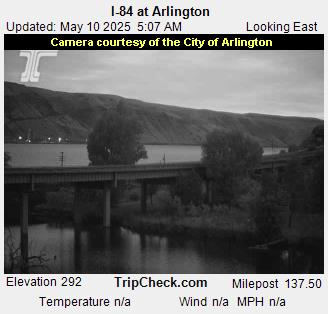 I-84 at Arlington
Updated: May 10 2025 5:07 AM Looking East
Camera courtesy of the City of Arlington
Elevation 292 TripCheck.com Milepost 137.50
Temperature n/a Wind n/a MPH n/a